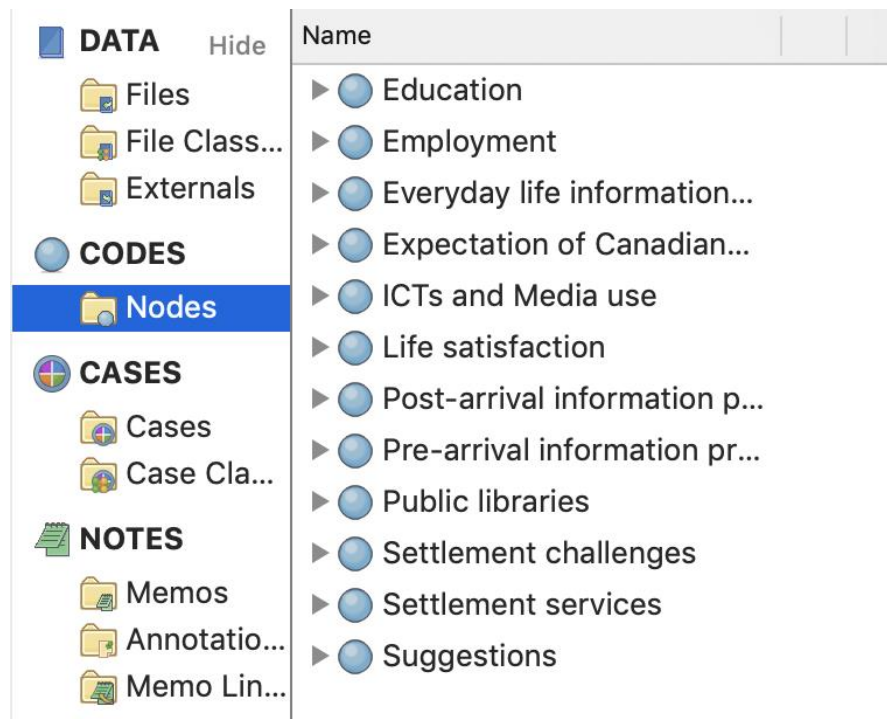 DATA Hide
Files
File Class...
Externals
CODES
Nodes
CASES
Cases
Case Cla...
NOTES
Memos
Annotatio...
Memo Lin...
Name
Education
Employment
Everyday life information...
Expectation of Canadian...
ICTs and Media use
Life satisfaction
Post-arrival information p...
Pre-arrival information pr...
Public libraries
Settlement challenges
Settlement services
Suggestions